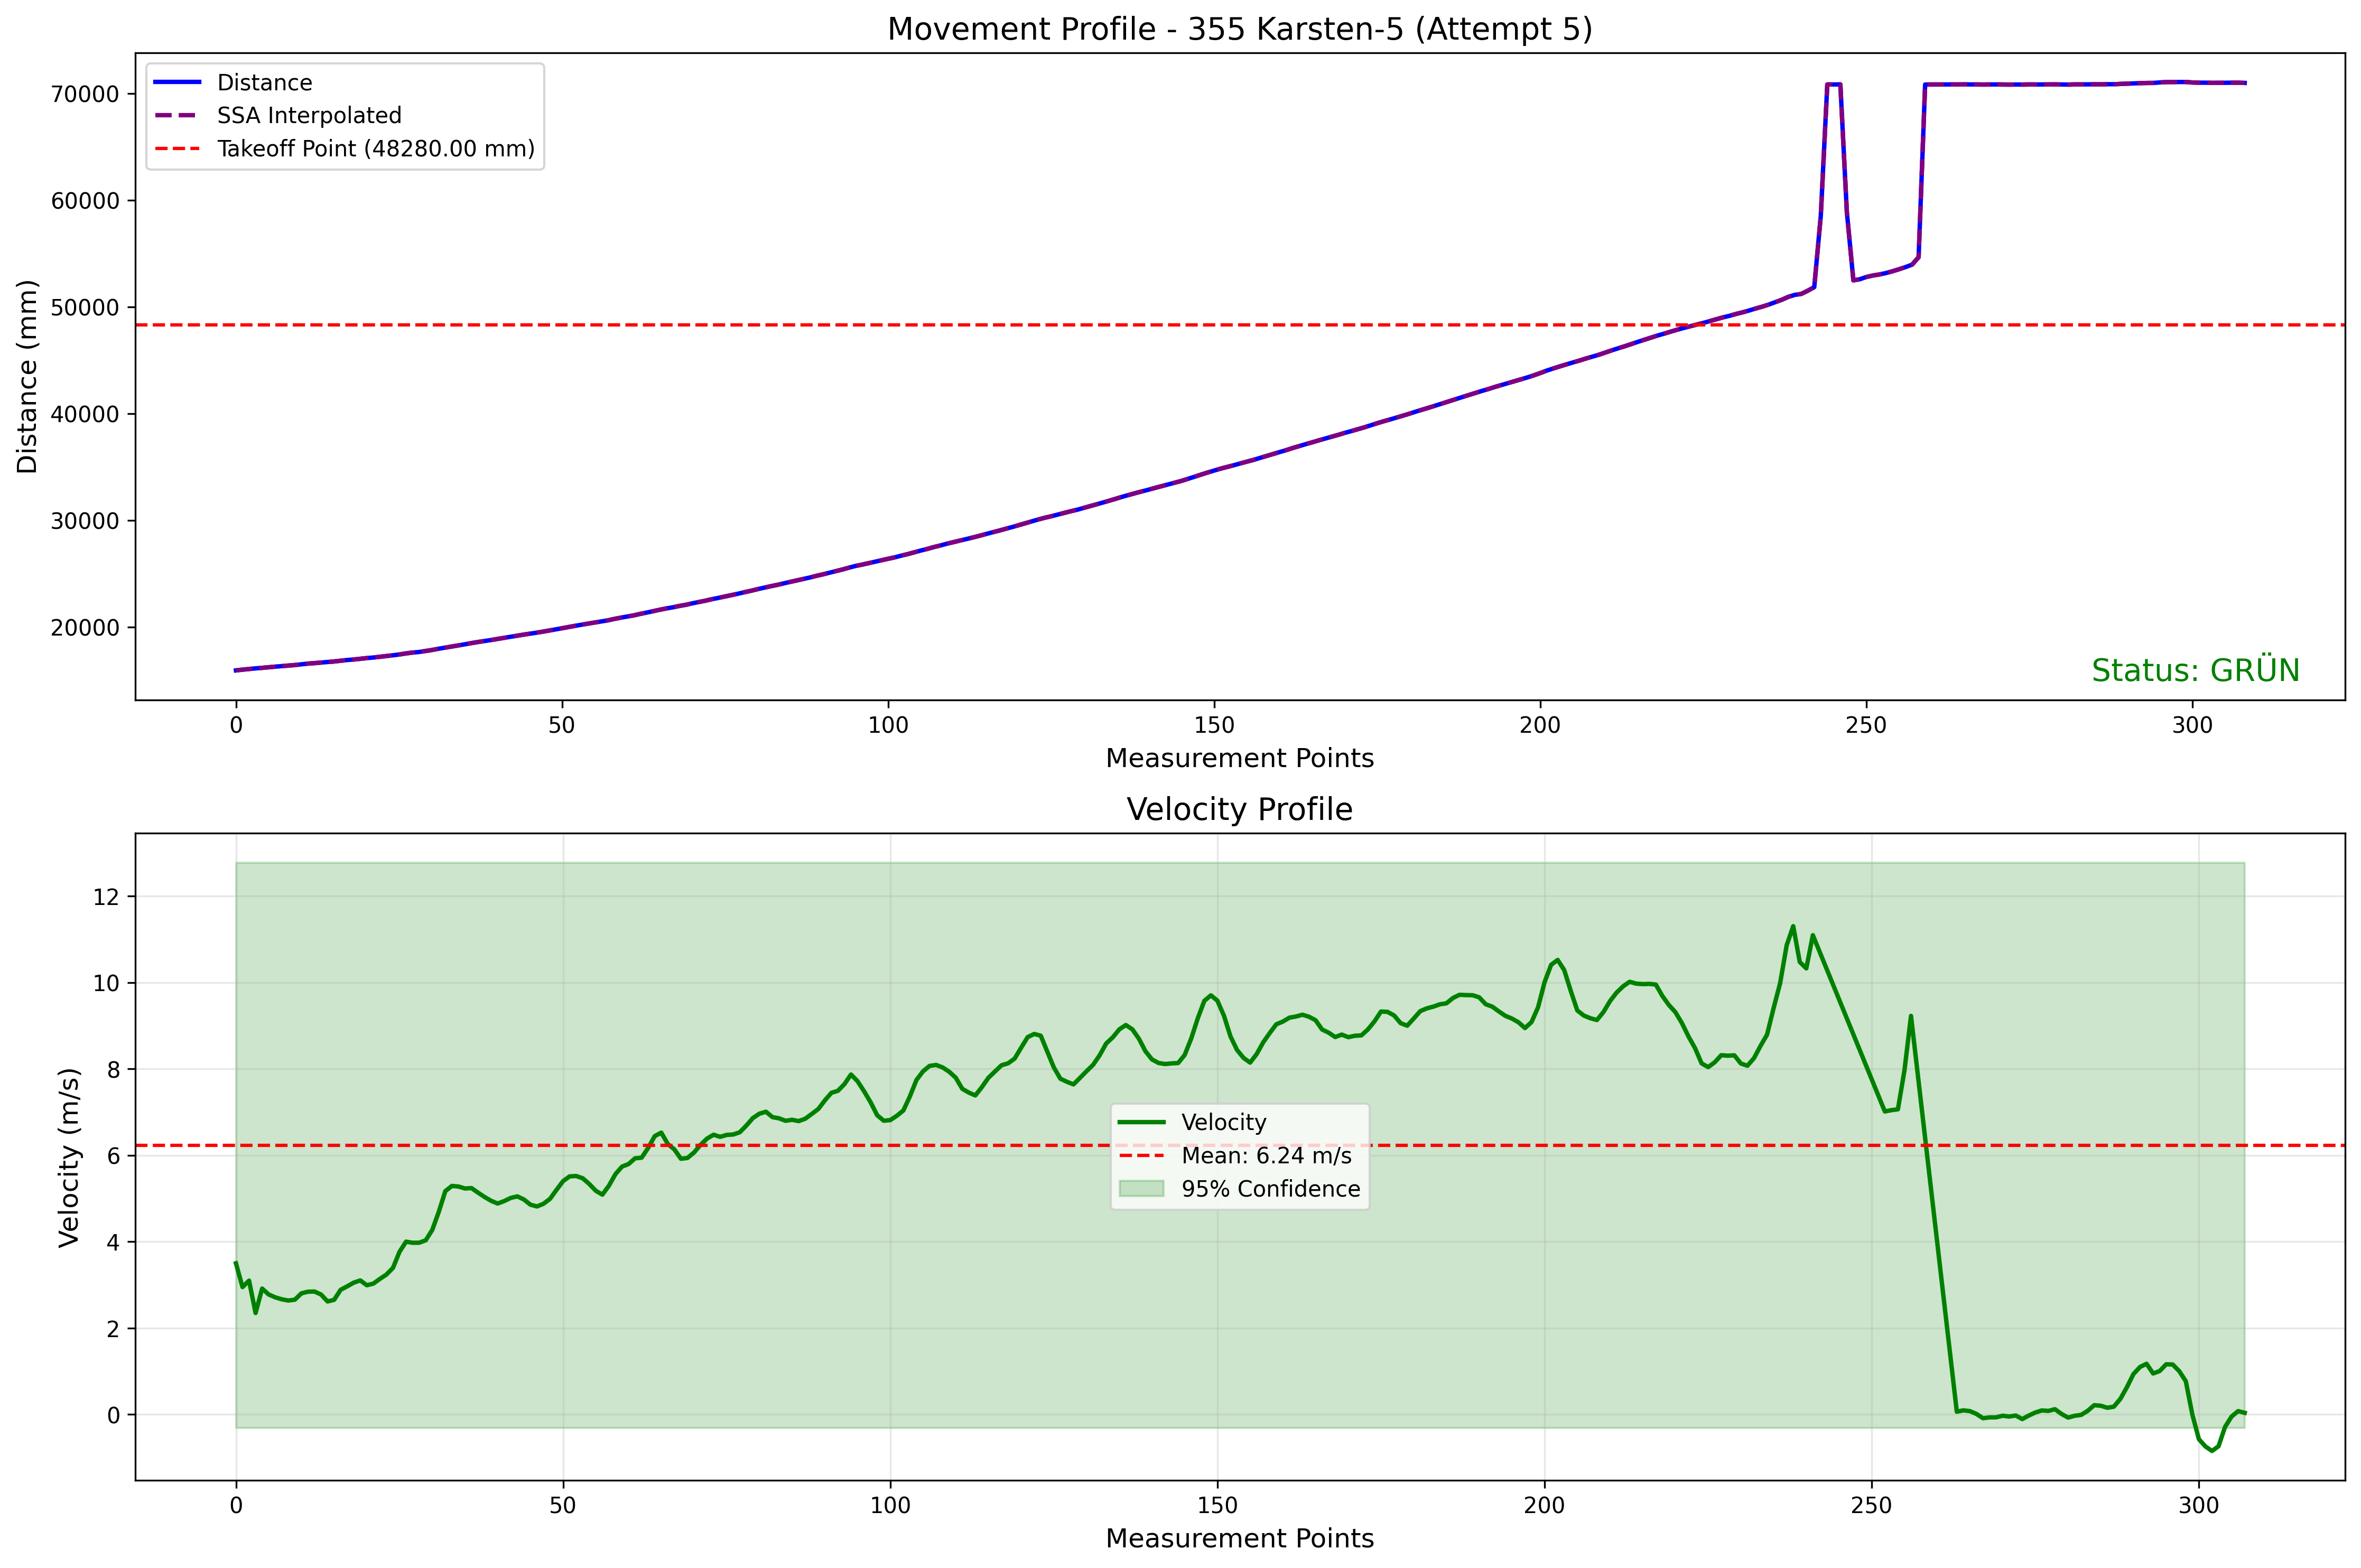 Movement Profile - 355 Karsten-5 (Attempt 5)
Distance
SSA Interpolated
Takeoff Point (48280.00 mm)
Distance (mm)
70000
60000
50000
40000
30000
20000
Status: GRÜN
0 50 100 150 200 250 300
Measurement Points
Velocity Profile
Velocity (m/s)
12
10
8
6
4
2
0
Velocity
Mean: 6.24 m/s
95% Confidence
0 50 100 150 200 250 300
Measurement Points